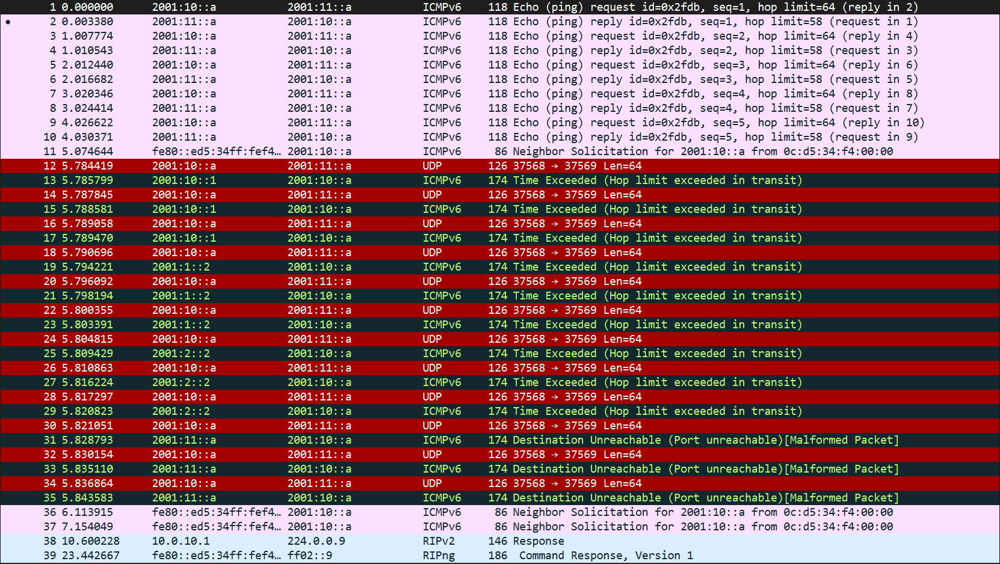 1 0.000000 2001:10::a 2001:11::a ICMPv6 118 Echo (ping) request id=0x2fdb, seq=1, hop limit=64 (reply in 2)
2 0.003380 2001:11::a 2001:10::a ICMPv6 118 Echo (ping) reply id=0x2fdb, seq=1, hop limit=58 (request in 1)
3 1.007774 2001:10::a 2001:11::a ICMPv6 118 Echo (ping) request id=0x2fdb, seq=2, hop limit=64 (reply in 4)
4 1.010543 2001:11::a 2001:10::a ICMPv6 118 Echo (ping) reply id=0x2fdb, seq=2, hop limit=58 (request in 3)
5 2.012440 2001:10::a 2001:11::a ICMPv6 118 Echo (ping) request id=0x2fdb, seq=3, hop limit=64 (reply in 6)
6 2.016682 2001:11::a 2001:10::a ICMPv6 118 Echo (ping) reply id=0x2fdb, seq=3, hop limit=58 (request in 5)
7 3.020346 2001:10::a 2001:11::a ICMPv6 118 Echo (ping) request id=0x2fdb, seq=4, hop limit=64 (reply in 8)
8 3.024414 2001:11::a 2001:10::a ICMPv6 118 Echo (ping) reply id=0x2fdb, seq=4, hop limit=58 (request in 7)
9 4.026622 2001:10::a 2001:11::a ICMPv6 118 Echo (ping) request id=0x2fdb, seq=5, hop limit=64 (reply in 10)
10 4.030371 2001:11::a 2001:10::a ICMPv6 118 Echo (ping) reply id=0x2fdb, seq=5, hop limit=58 (request in 9)
11 5.074644 fe80::ed5:34ff:fef4… 2001:10::a ICMPv6 86 Neighbor Solicitation for 2001:10::a from 0c:d5:34:f4:00:00
12 5.784419 2001:10::a 2001:11::a UDP 126 37568 → 37569 Len=64
13 5.785799 2001:10::1 2001:10::a ICMPv6 174 Time Exceeded (Hop limit exceeded in transit)
14 5.787845 2001:10::a 2001:11::a UDP 126 37568 → 37569 Len=64
15 5.788581 2001:10::1 2001:10::a ICMPv6 174 Time Exceeded (Hop limit exceeded in transit)
16 5.789058 2001:10::a 2001:11::a UDP 126 37568 → 37569 Len=64
17 5.789470 2001:10::1 2001:10::a ICMPv6 174 Time Exceeded (Hop limit exceeded in transit)
18 5.790696 2001:10::a 2001:11::a UDP 126 37568 → 37569 Len=64
19 5.794221 2001:1::2 2001:10::a ICMPv6 174 Time Exceeded (Hop limit exceeded in transit)
20 5.796092 2001:10::a 2001:11::a UDP 126 37568 → 37569 Len=64
21 5.798194 2001:1::2 2001:10::a ICMPv6 174 Time Exceeded (Hop limit exceeded in transit)
22 5.800355 2001:10::a 2001:11::a UDP 126 37568 → 37569 Len=64
23 5.803391 2001:1::2 2001:10::a ICMPv6 174 Time Exceeded (Hop limit exceeded in transit)
24 5.804815 2001:10::a 2001:11::a UDP 126 37568 → 37569 Len=64
25 5.809429 2001:2::2 2001:10::a ICMPv6 174 Time Exceeded (Hop limit exceeded in transit)
26 5.810863 2001:10::a 2001:11::a UDP 126 37568 → 37569 Len=64
27 5.816224 2001:2::2 2001:10::a ICMPv6 174 Time Exceeded (Hop limit exceeded in transit)
28 5.817297 2001:10::a 2001:11::a UDP 126 37568 → 37569 Len=64
29 5.820823 2001:2::2 2001:10::a ICMPv6 174 Time Exceeded (Hop limit exceeded in transit)
30 5.821051 2001:10::a 2001:11::a UDP 126 37568 → 37569 Len=64
31 5.828793 2001:11::a 2001:10::a ICMPv6 174 Destination Unreachable (Port unreachable)[Malformed Packet]
32 5.830154 2001:10::a 2001:11::a UDP 126 37568 → 37569 Len=64
33 5.835110 2001:11::a 2001:10::a ICMPv6 174 Destination Unreachable (Port unreachable)[Malformed Packet]
34 5.836864 2001:10::a 2001:11::a UDP 126 37568 → 37569 Len=64
35 5.843583 2001:11::a 2001:10::a ICMPv6 174 Destination Unreachable (Port unreachable)[Malformed Packet]
36 6.113915 fe80::ed5:34ff:fef4… 2001:10::a ICMPv6 86 Neighbor Solicitation for 2001:10::a from 0c:d5:34:f4:00:00
37 7.154049 fe80::ed5:34ff:fef4… 2001:10::a ICMPv6 86 Neighbor Solicitation for 2001:10::a from 0c:d5:34:f4:00:00
38 10.600228 10.0.10.1 224.0.0.9 RIPv2 146 Response
39 23.442667 fe80::ed5:34ff:fef4… ff02::9 RIPng 186 Command Response, Version 1